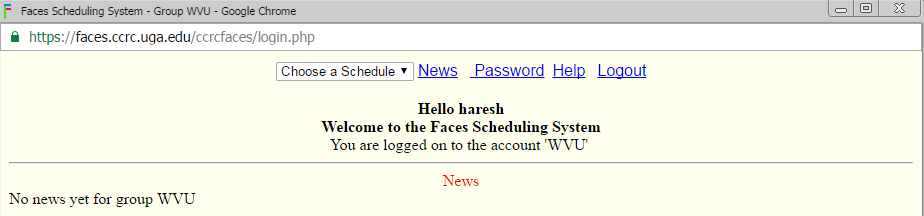 Faces Scheduling System - Group WVU - Google Chrome
https://faces.ccrc.uga.edu/ccrcfaces/login.php
Choose a Schedule News Password Help Logout
Hello haresh
Welcome to the Faces Scheduling System
You are logged on to the account 'WVU'
News
No news yet for group WVU